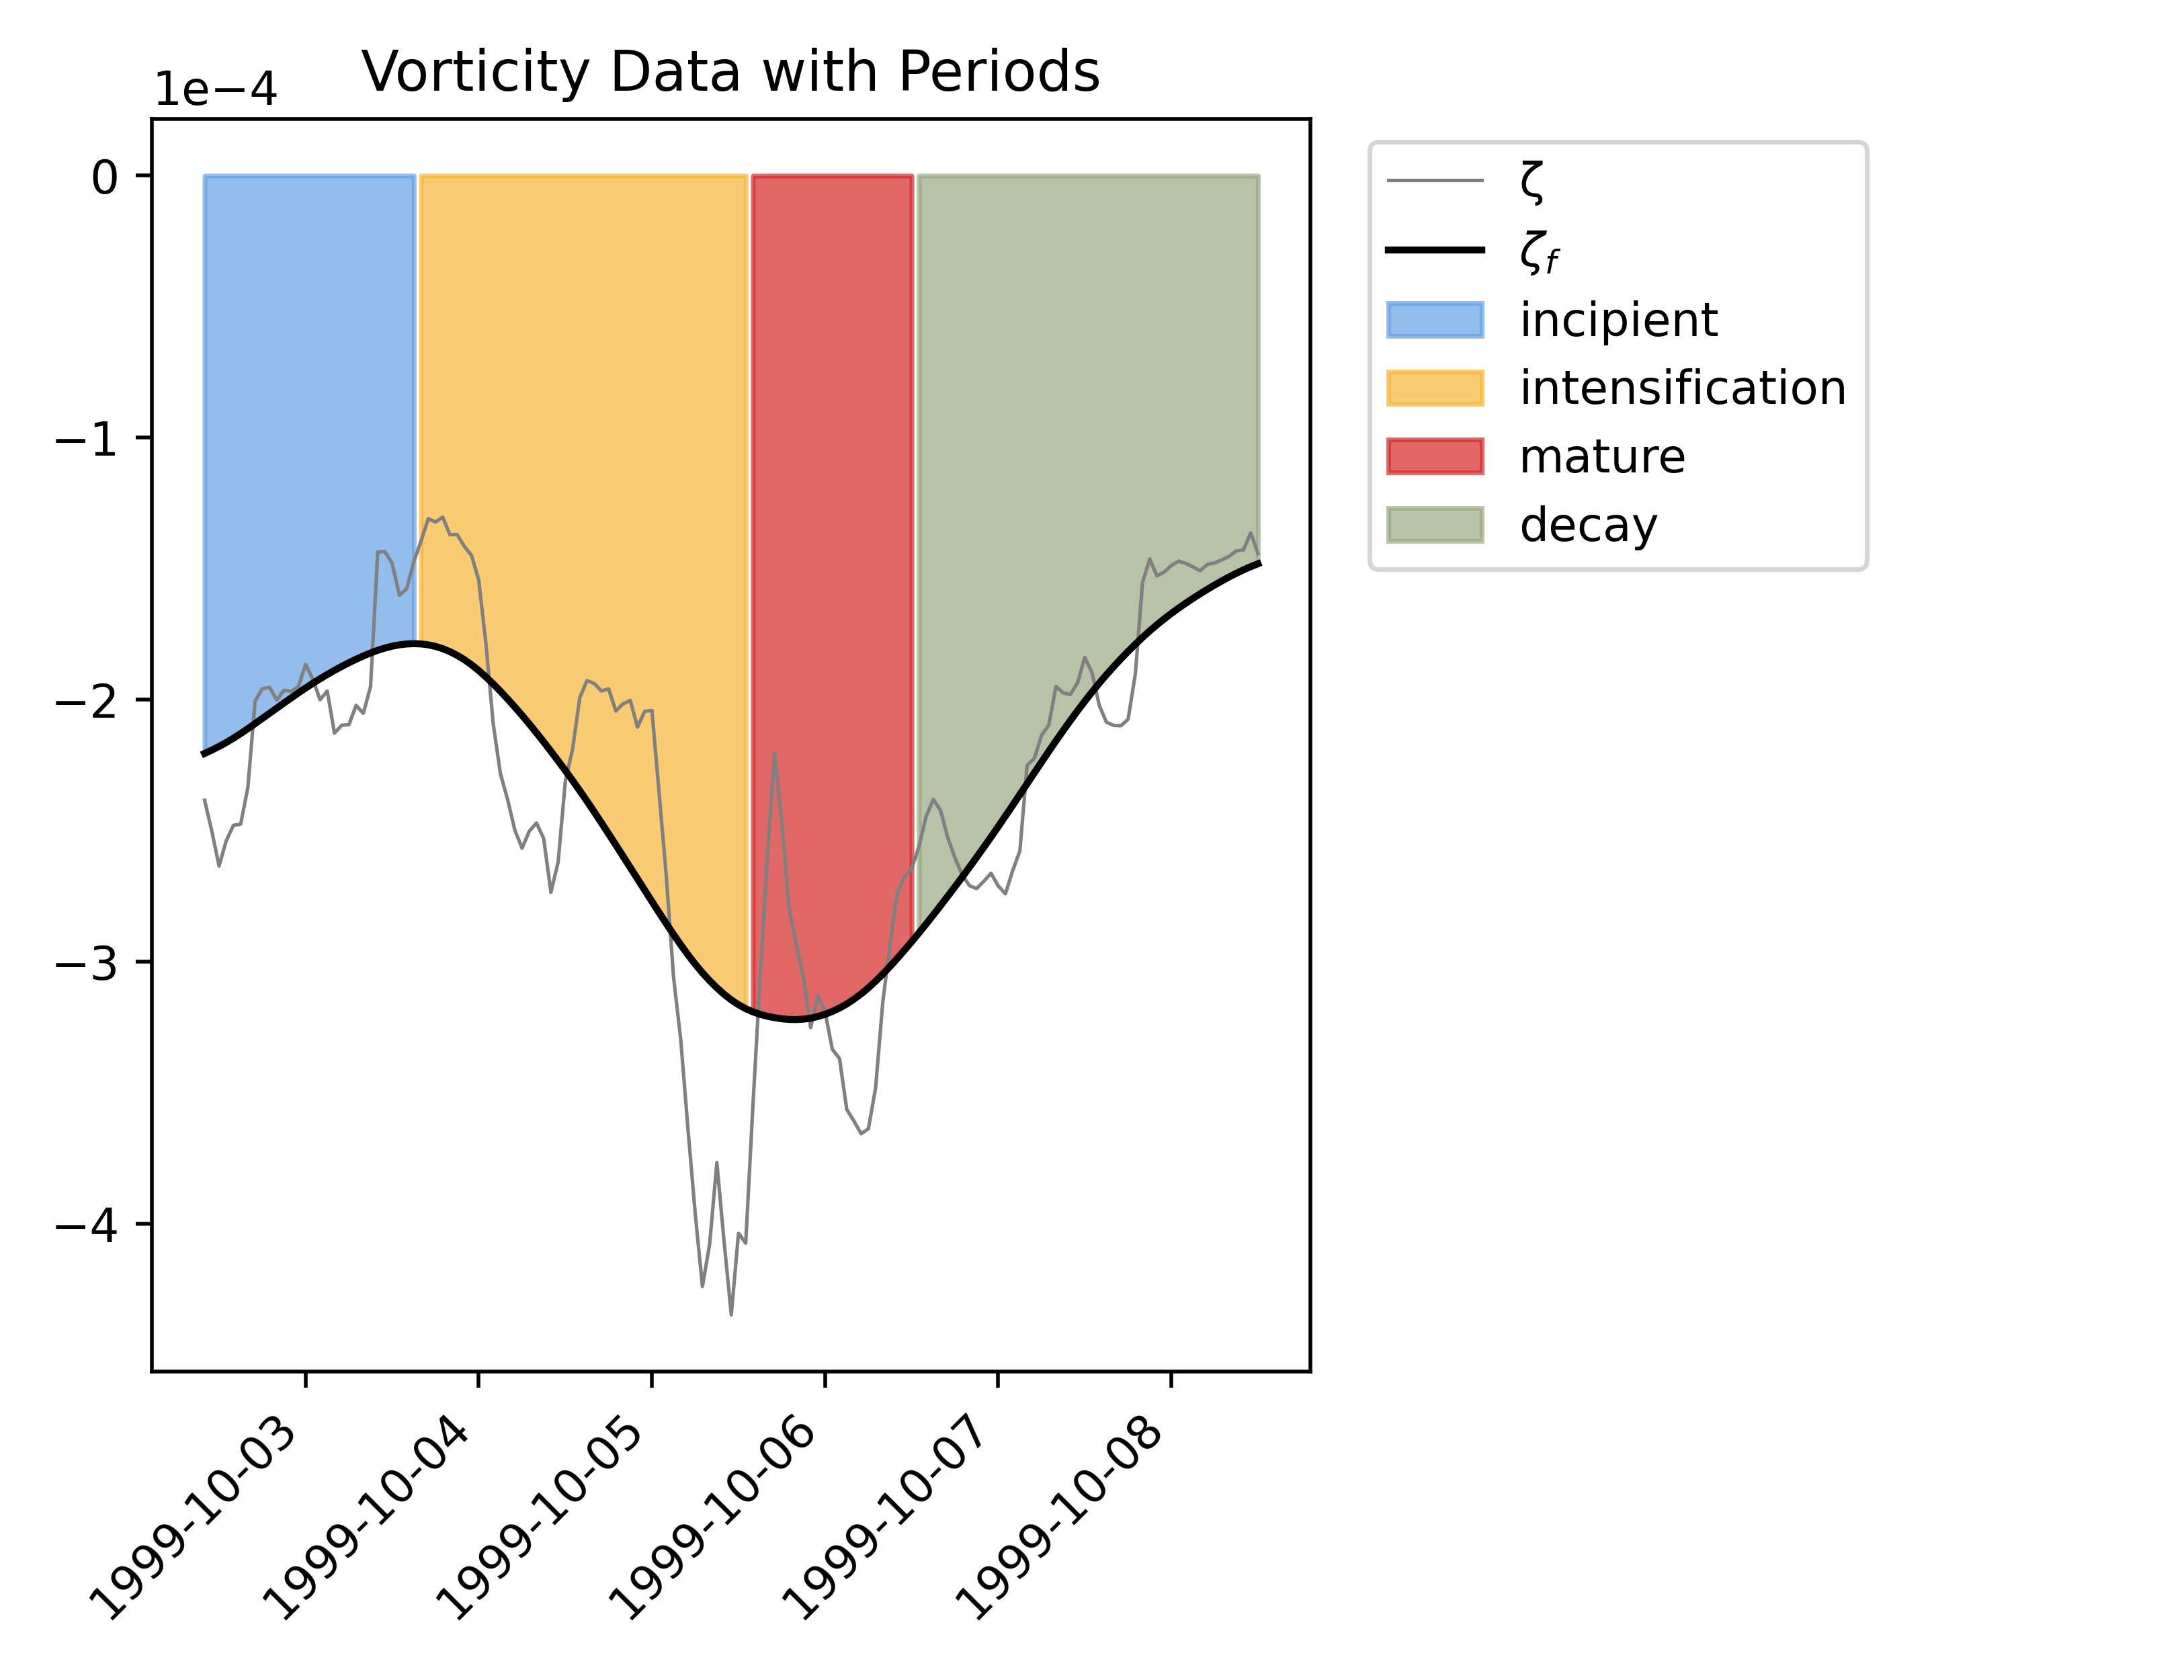 Vorticity Data with Periods
1e−4
0
−1
−2
−3
−4
1999-10-03
1999-10-04
1999-10-05
1999-10-06
1999-10-07
1999-10-08
ζ
ζf
incipient
intensification
mature
decay